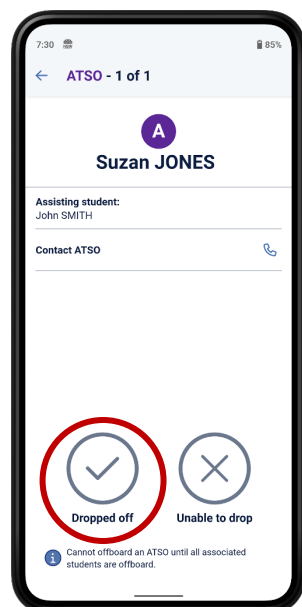 7:30 85%
← ATSO - 1 of 1
A
Suzan JONES
Assisting student:
John SMITH
Contact ATSO
Dropped off Unable to drop
i Cannot offboard an ATSO until all associated
students are offboard.